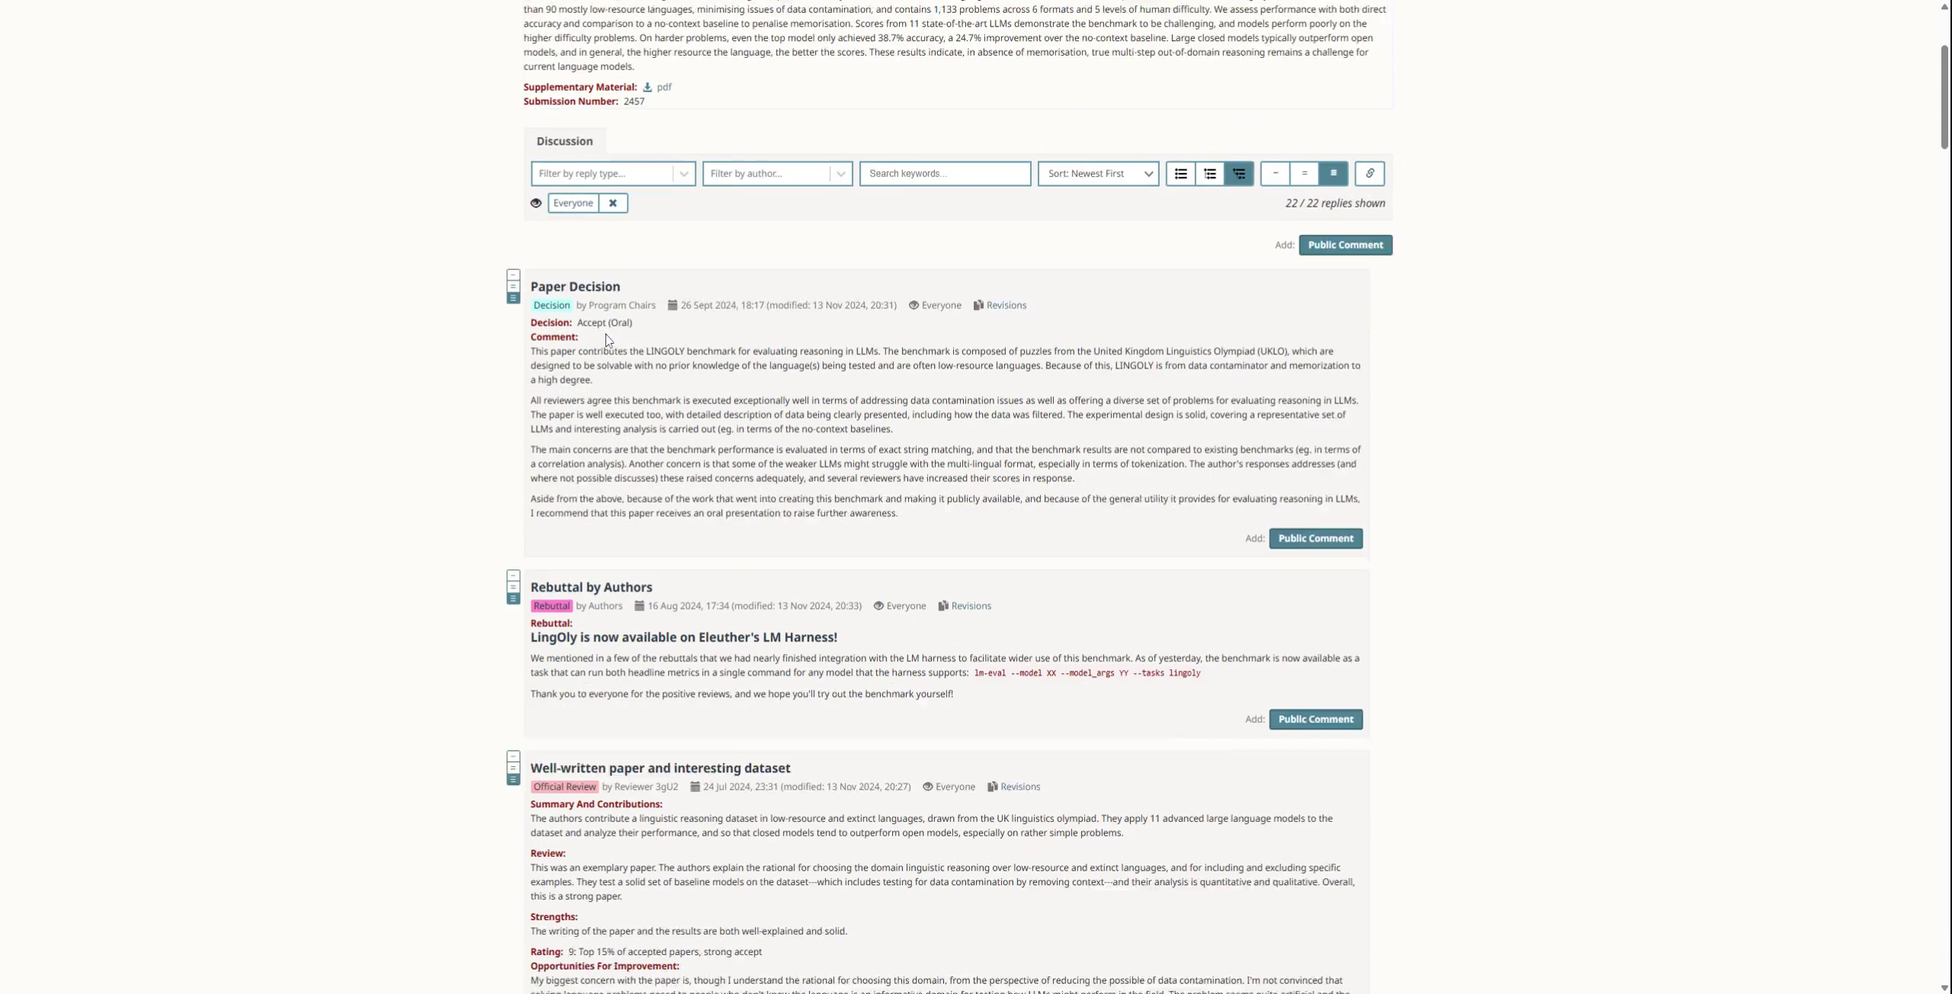 than 90 mostly low-resource languages, minimising issues of data contamination, and contains 1,133 problems across 6 formats and 5 levels of human difficulty. We assess performance with both direct
accuracy and comparison to a no-context baseline to penalise memorisation. Scores from 11 state-of-the-art LLMs demonstrate the benchmark to be challenging, and models perform poorly on the
higher difficulty problems. On harder problems, even the top model only achieved 38.7% accuracy, a 24.7% improvement over the no-context baseline. Large closed models typically outperform open
models, and in general, the higher resource the language, the better the scores. These results indicate, in absence of memorisation, true multi-step out-of-domain reasoning remains a challenge for
current language models.
Supplementary Material: pdf
Submission Number: 2457
Discussion
Filter by reply type... Filter by author... Search keywords... Sort: Newest First
Everyone 22 / 22 replies shown
Add: Public Comment
Paper Decision
Decision by Program Chairs 26 Sept 2024, 18:17 (modified: 13 Nov 2024, 20:31) Everyone Revisions
Decision: Accept (Oral)
Comment:
This paper contributes the LINGOLY benchmark for evaluating reasoning in LLMs. The benchmark is composed of puzzles from the United Kingdom Linguistics Olympiad (UKLO), which are
designed to be solvable with no prior knowledge of the language(s) being tested and are often low-resource languages. Because of this, LINGOLY is from data contaminator and memorization to
a high degree.
All reviewers agree this benchmark is executed exceptionally well in terms of addressing data contamination issues as well as offering a diverse set of problems for evaluating reasoning in LLMs.
The paper is well executed too, with detailed description of data being clearly presented, including how the data was filtered. The experimental design is solid, covering a representative set of
LLMs and interesting analysis is carried out (eg. in terms of the no-context baselines.
The main concerns are that the benchmark performance is evaluated in terms of exact string matching, and that the benchmark results are not compared to existing benchmarks (eg. in terms of
a correlation analysis). Another concern is that some of the weaker LLMs might struggle with the multi-lingual format, especially in terms of tokenization. The author's responses addresses (and
where not possible discusses) these raised concerns adequately, and several reviewers have increased their scores in response.
Aside from the above, because of the work that went into creating this benchmark and making it publicly available, and because of the general utility it provides for evaluating reasoning in LLMs,
I recommend that this paper receives an oral presentation to raise further awareness.
Add: Public Comment
Rebuttal by Authors
Rebuttal by Authors 16 Aug 2024, 17:34 (modified: 13 Nov 2024, 20:33) Everyone Revisions
Rebuttal:
LingOly is now available on Eleuther's LM Harness!
We mentioned in a few of the rebuttals that we had nearly finished integration with the LM harness to facilitate wider use of this benchmark. As of yesterday, the benchmark is now available as a
task that can run both headline metrics in a single command for any model that the harness supports: lm-eval --model XX --model_args YY --tasks lingoly
Thank you to everyone for the positive reviews, and we hope you'll try out the benchmark yourself!
Add: Public Comment
Well-written paper and interesting dataset
Official Review by Reviewer 3gU2 24 Jul 2024, 23:31 (modified: 13 Nov 2024, 20:27) Everyone Revisions
Summary And Contributions:
The authors contribute a linguistic reasoning dataset in low-resource and extinct languages, drawn from the UK linguistics olympiad. They apply 11 advanced large language models to the
dataset and analyze their performance, and so that closed models tend to outperform open models, especially on rather simple problems.
Review:
This was an exemplary paper. The authors explain the rational for choosing the domain linguistic reasoning over low-resource and extinct languages, and for including and excluding specific
examples. They test a solid set of baseline models on the dataset---which includes testing for data contamination by removing context---and their analysis is quantitative and qualitative. Overall,
this is a strong paper.
Strengths:
The writing of the paper and the results are both well-explained and solid.
Rating: 9: Top 15% of accepted papers, strong accept
Opportunities For Improvement:
My biggest concern with the paper is, though I understand the rational for choosing this domain, from the perspective of reducing the possible of data contamination. I'm not convinced that